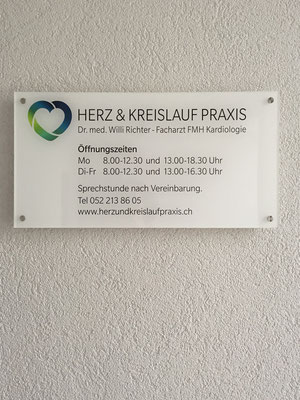 HERZ & KREISLAUF PRAXIS
Dr. med. Willi Richter - Facharzt FMH Kardiologie
Öffnungszeiten
Mo 8.00-12.30 und 13.00-18.30 Uhr
Di-Fr 8.00-12.30 und 13.00-16.30 Uhr
Sprechstunde nach Vereinbarung.
Tel 052 213 86 05
www.herzundkreislaufpraxis.ch